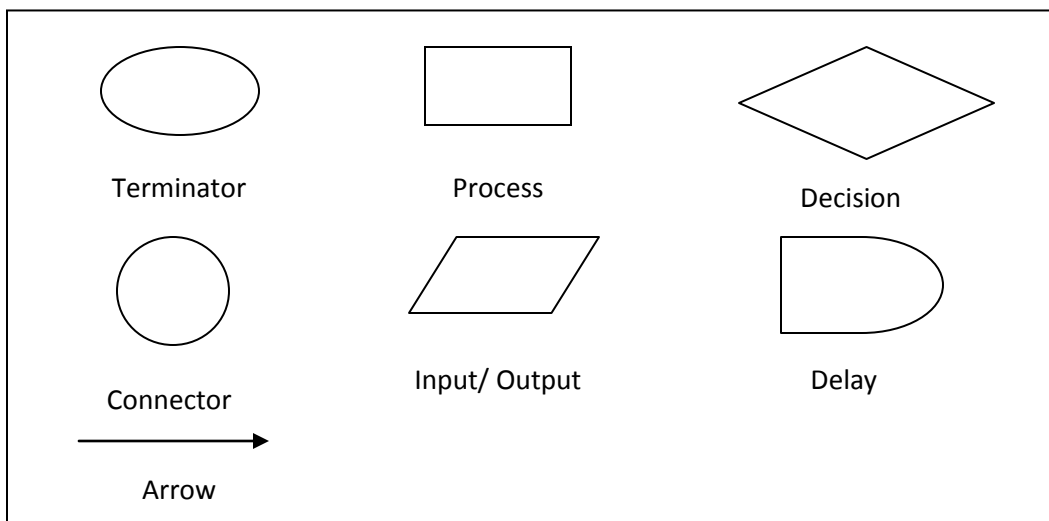 Terminator
Process
Decision
Connector
Input/ Output
Delay
Arrow